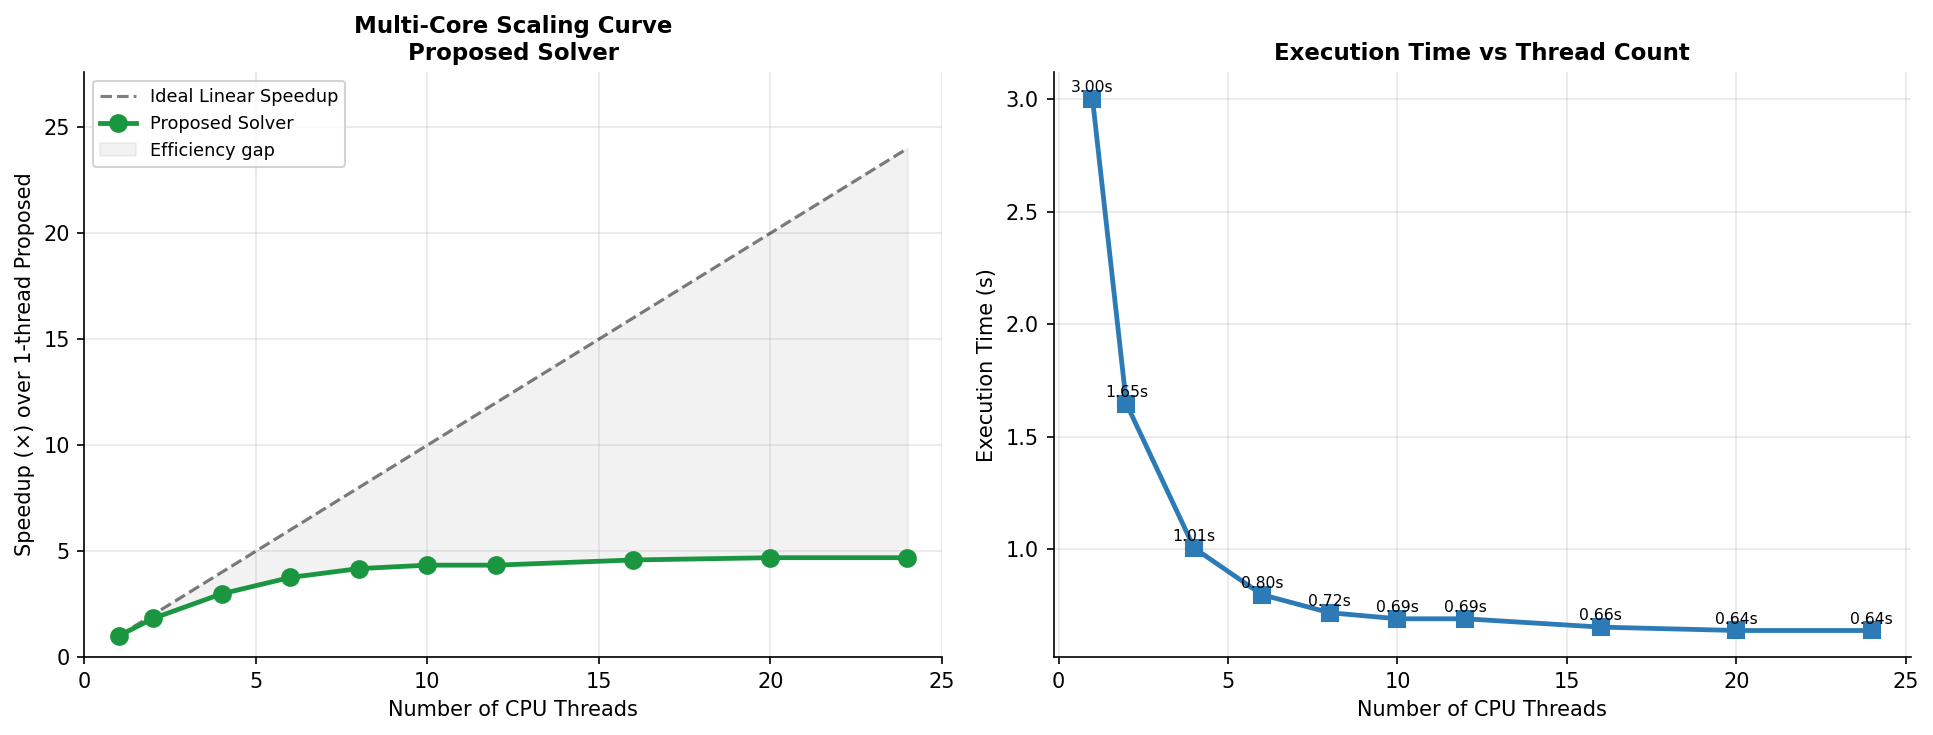 Multi-Core Scaling Curve
Proposed Solver
Ideal Linear Speedup
Proposed Solver
Efficiency gap
Speedup (×) over 1-thread Proposed
25
20
15
10
5
0
0 5 10 15 20 25
Number of CPU Threads
Execution Time vs Thread Count
Execution Time (s)
3.0
2.5
2.0
1.5
1.0
3.00s
1.65s
1.01s
0.80s
0.72s
0.69s
0.69s
0.66s
0.64s
0.64s
0 5 10 15 20 25
Number of CPU Threads